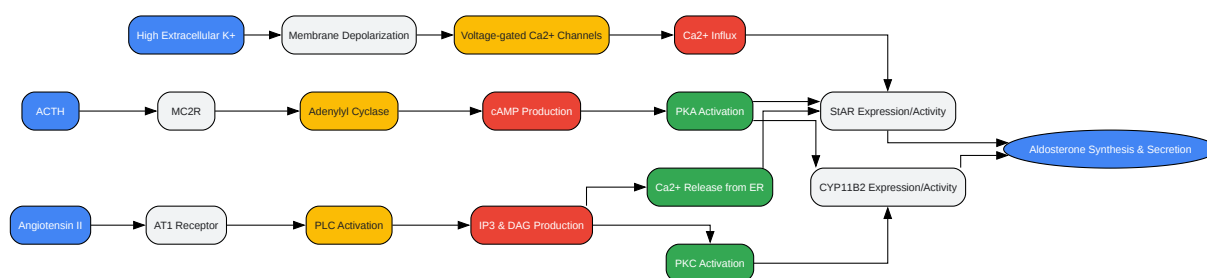 High Extracellular K+
Membrane Depolarization
Voltage-gated Ca2+ Channels
Ca2+ Influx
ACTH
MC2R
Adenylyl Cyclase
cAMP Production
PKA Activation
StAR Expression/Activity
Aldosterone Synthesis & Secretion
Ca2+ Release from ER
CYP11B2 Expression/Activity
Angiotensin II
AT1 Receptor
PLC Activation
IP3 & DAG Production
PKC Activation